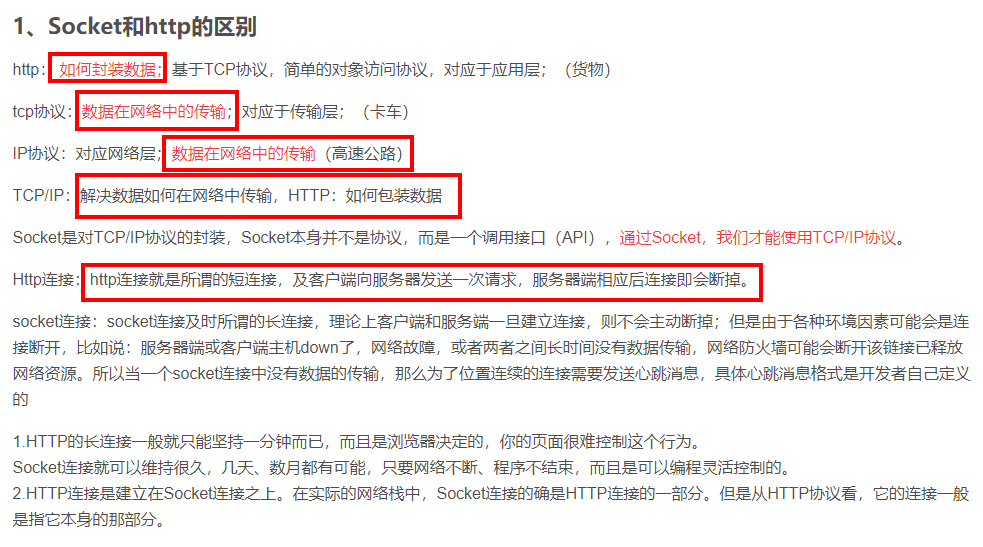 1、Socket和http的区别
http：如何封装数据；基于TCP协议，简单的对象访问协议，对应于应用层；（货物）
tcp协议：数据在网络中的传输；对应于传输层；（卡车）
IP协议：对应网络层；数据在网络中的传输（高速公路）
TCP/IP：解决数据如何在网络中传输，HTTP：如何包装数据
Socket是对TCP/IP协议的封装，Socket本身并不是协议，而是一个调用接口（API），通过Socket，我们才能使用TCP/IP协议。
Http连接：http连接就是所谓的短连接，及客户端向服务器发送一次请求，服务器端相应后连接即会断掉。
socket连接：socket连接及时所谓的长连接，理论上客户端和服务端一旦建立连接，则不会主动断掉；但是由于各种环境因素可能会是连
接断开，比如说：服务器端或客户端主机down了，网络故障，或者两者之间长时间没有数据传输，网络防火墙可能会断开该链接已释放
网络资源。所以当一个socket连接中没有数据的传输，那么为了位置连续的连接需要发送心跳消息，具体心跳消息格式是开发者自己定义
的
1.HTTP的长连接一般就只能坚持一分钟而已，而且是浏览器决定的，你的页面很难控制这个行为。
Socket连接就可以维持很久，几天、数月都有可能，只要网络不断、程序不结束，而且是可以编程灵活控制的。
2.HTTP连接是建立在Socket连接之上。在实际的网络栈中，Socket连接的确是HTTP连接的一部分。但是从HTTP协议看，它的连接一般
是指它本身的那部分。